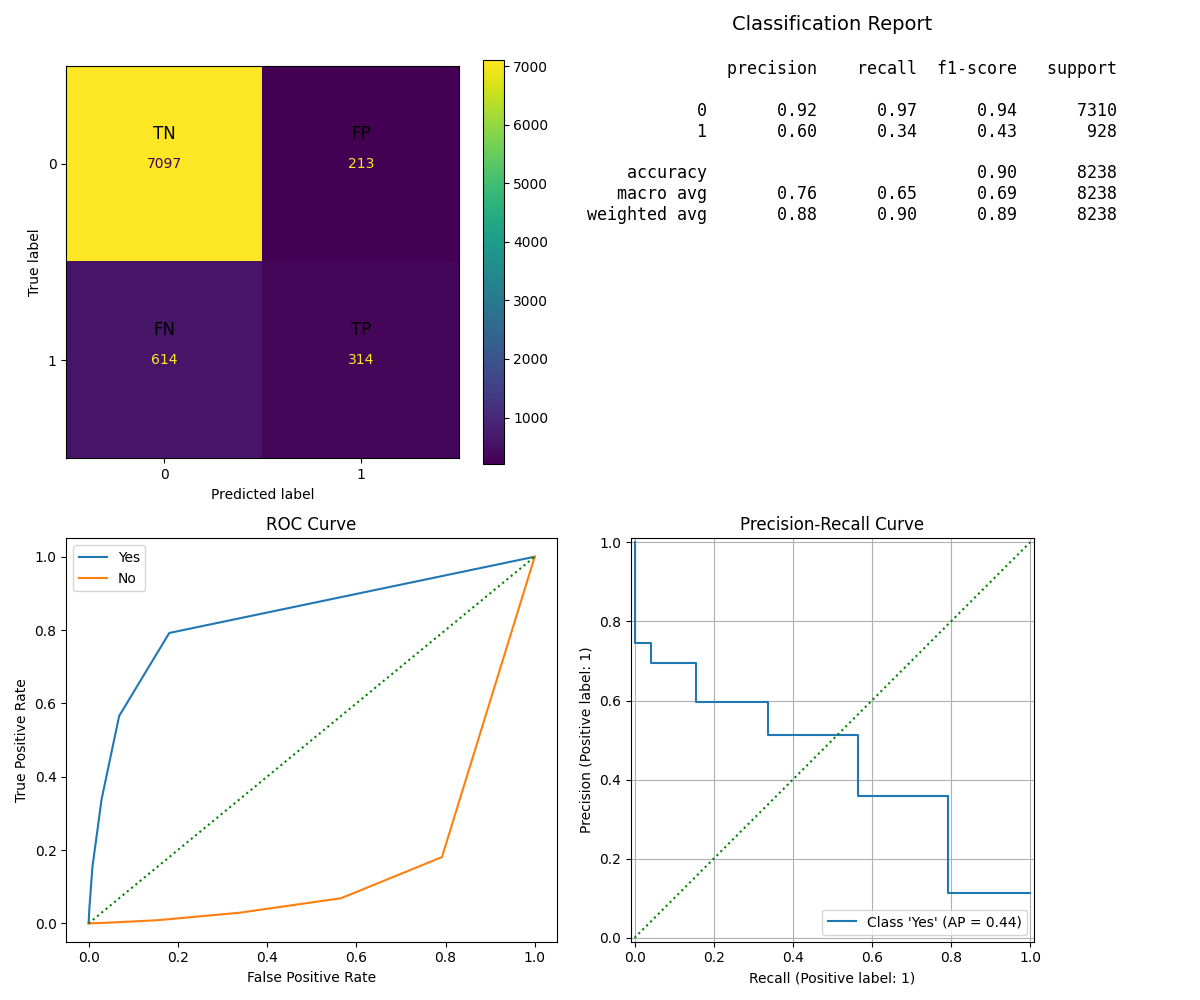 TN
7097
FP
213
FN
614
TP
314
0
1
True label
0
1
Predicted label
7000
6000
5000
4000
3000
2000
1000
Classification Report
precision recall f1-score support
0 0.92 0.97 0.94 7310
1 0.60 0.34 0.43 928
accuracy 0.90 8238
macro avg 0.76 0.65 0.69 8238
weighted avg 0.88 0.90 0.89 8238
ROC Curve
Yes
No
1.0
0.8
0.6
0.4
0.2
0.0
True Positive Rate
0.0 0.2 0.4 0.6 0.8 1.0
False Positive Rate
Precision-Recall Curve
1.0
0.8
0.6
0.4
0.2
0.0
Precision (Positive label: 1)
Class 'Yes' (AP = 0.44)
0.0 0.2 0.4 0.6 0.8 1.0
Recall (Positive label: 1)